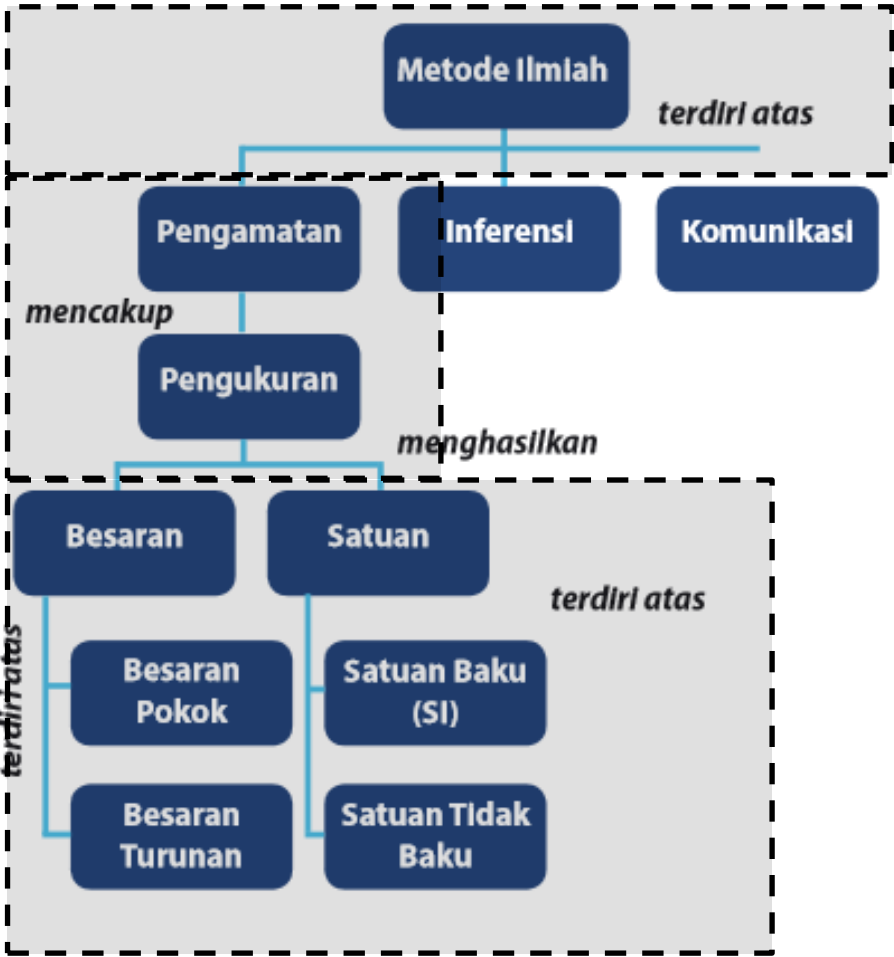 Metode Ilmiah
terdiri atas
Pengamatan
Inferensi
Komunikasi
mencakup
Pengukuran
menghasilkan
Besaran
Satuan
terdiri atas
terdiri atas
Besaran
Pokok
Satuan Baku
(SI)
Besaran
Turunan
Satuan Tidak
Baku